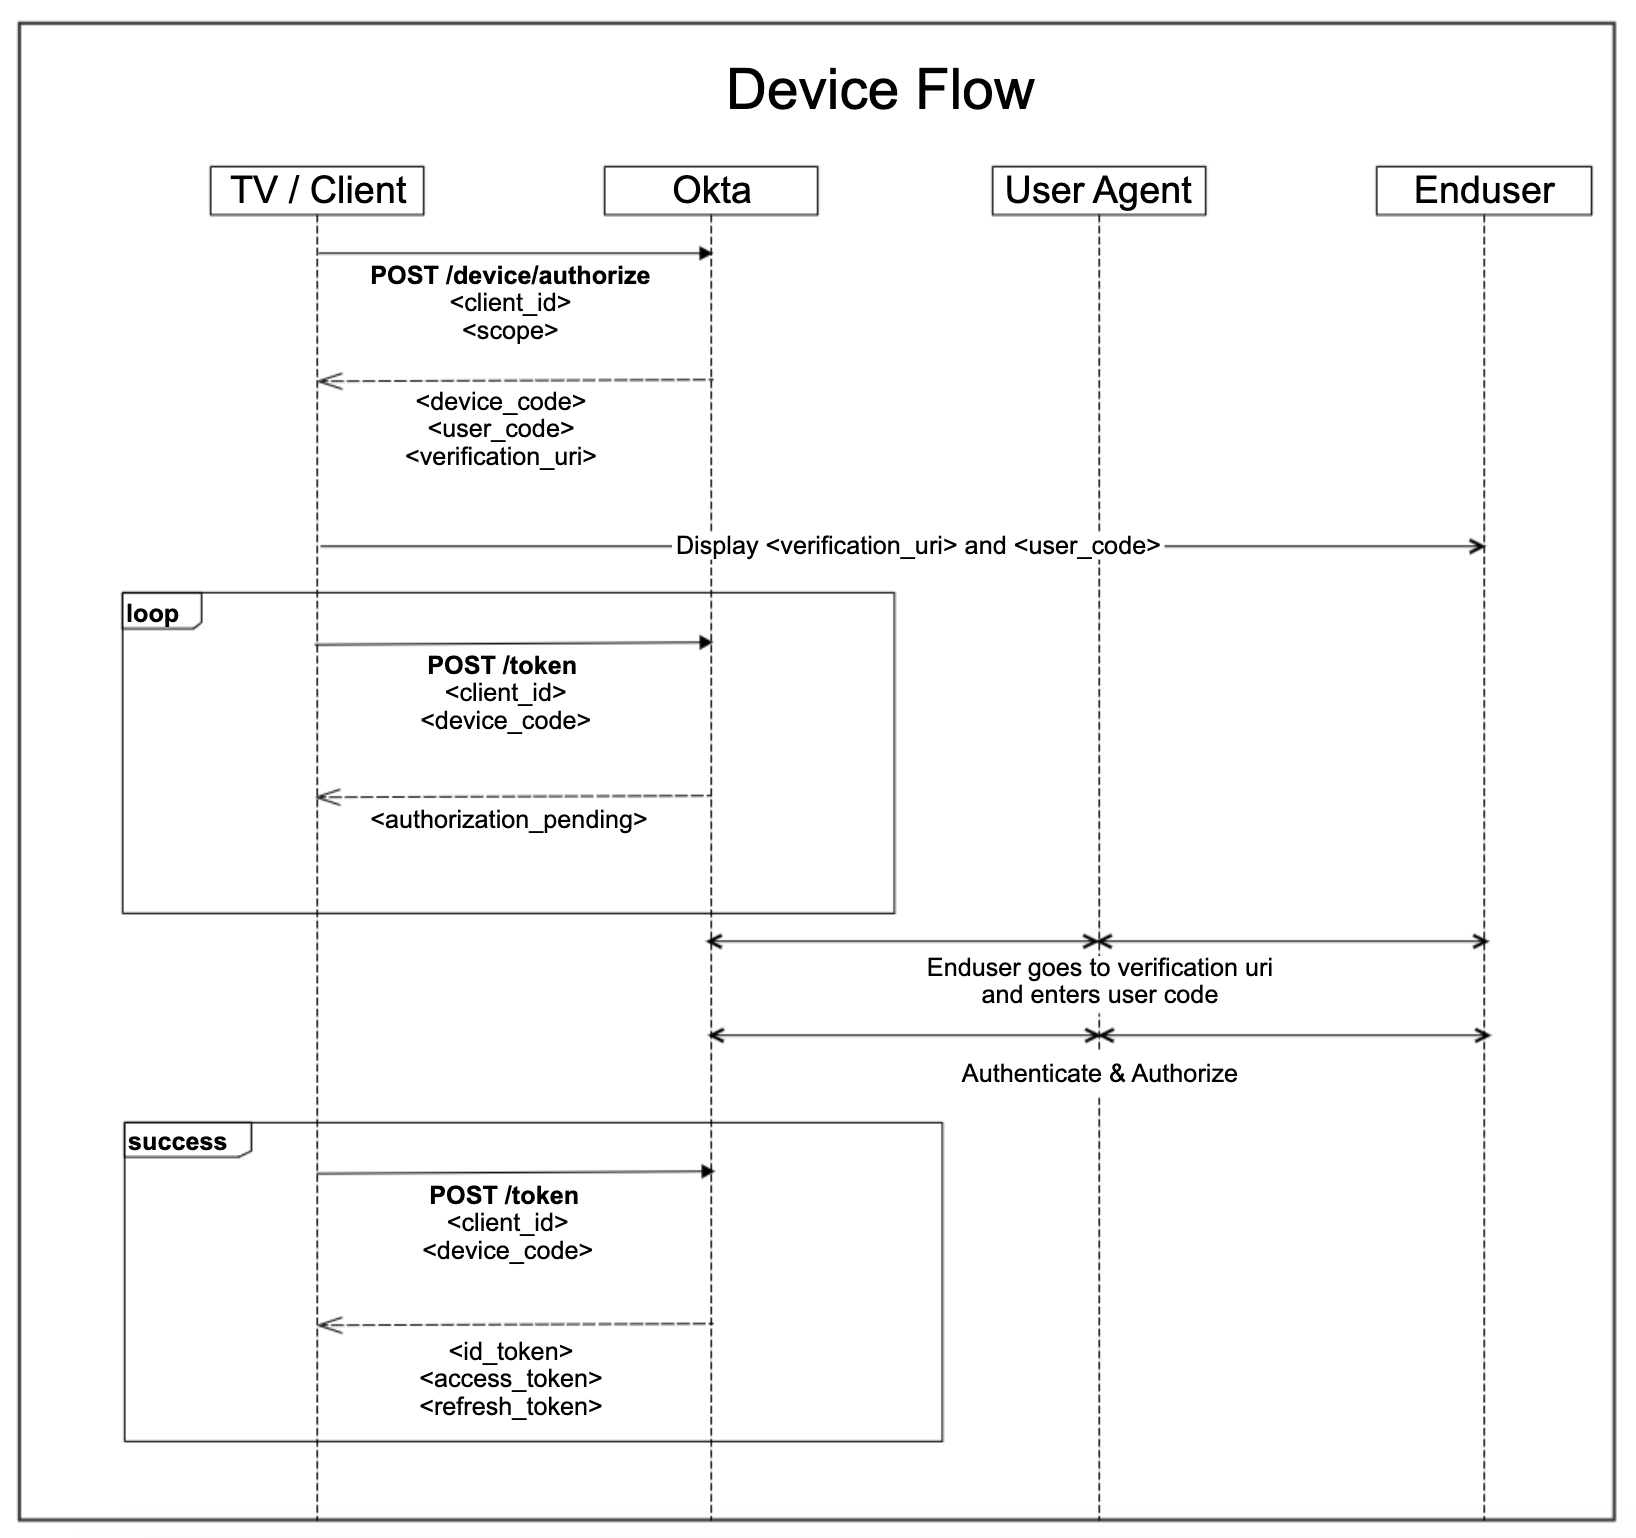 Device Flow
TV / Client
Okta
User Agent
Enduser
POST /device/authorize
<client_id>
<scope>
<device_code>
<user_code>
<verification_uri>
Display <verification_uri> and <user_code>
loop
POST /token
<client_id>
<device_code>
<authorization_pending>
Enduser goes to verification uri
and enters user code
Authenticate & Authorize
success
POST /token
<client_id>
<device_code>
<id_token>
<access_token>
<refresh_token>